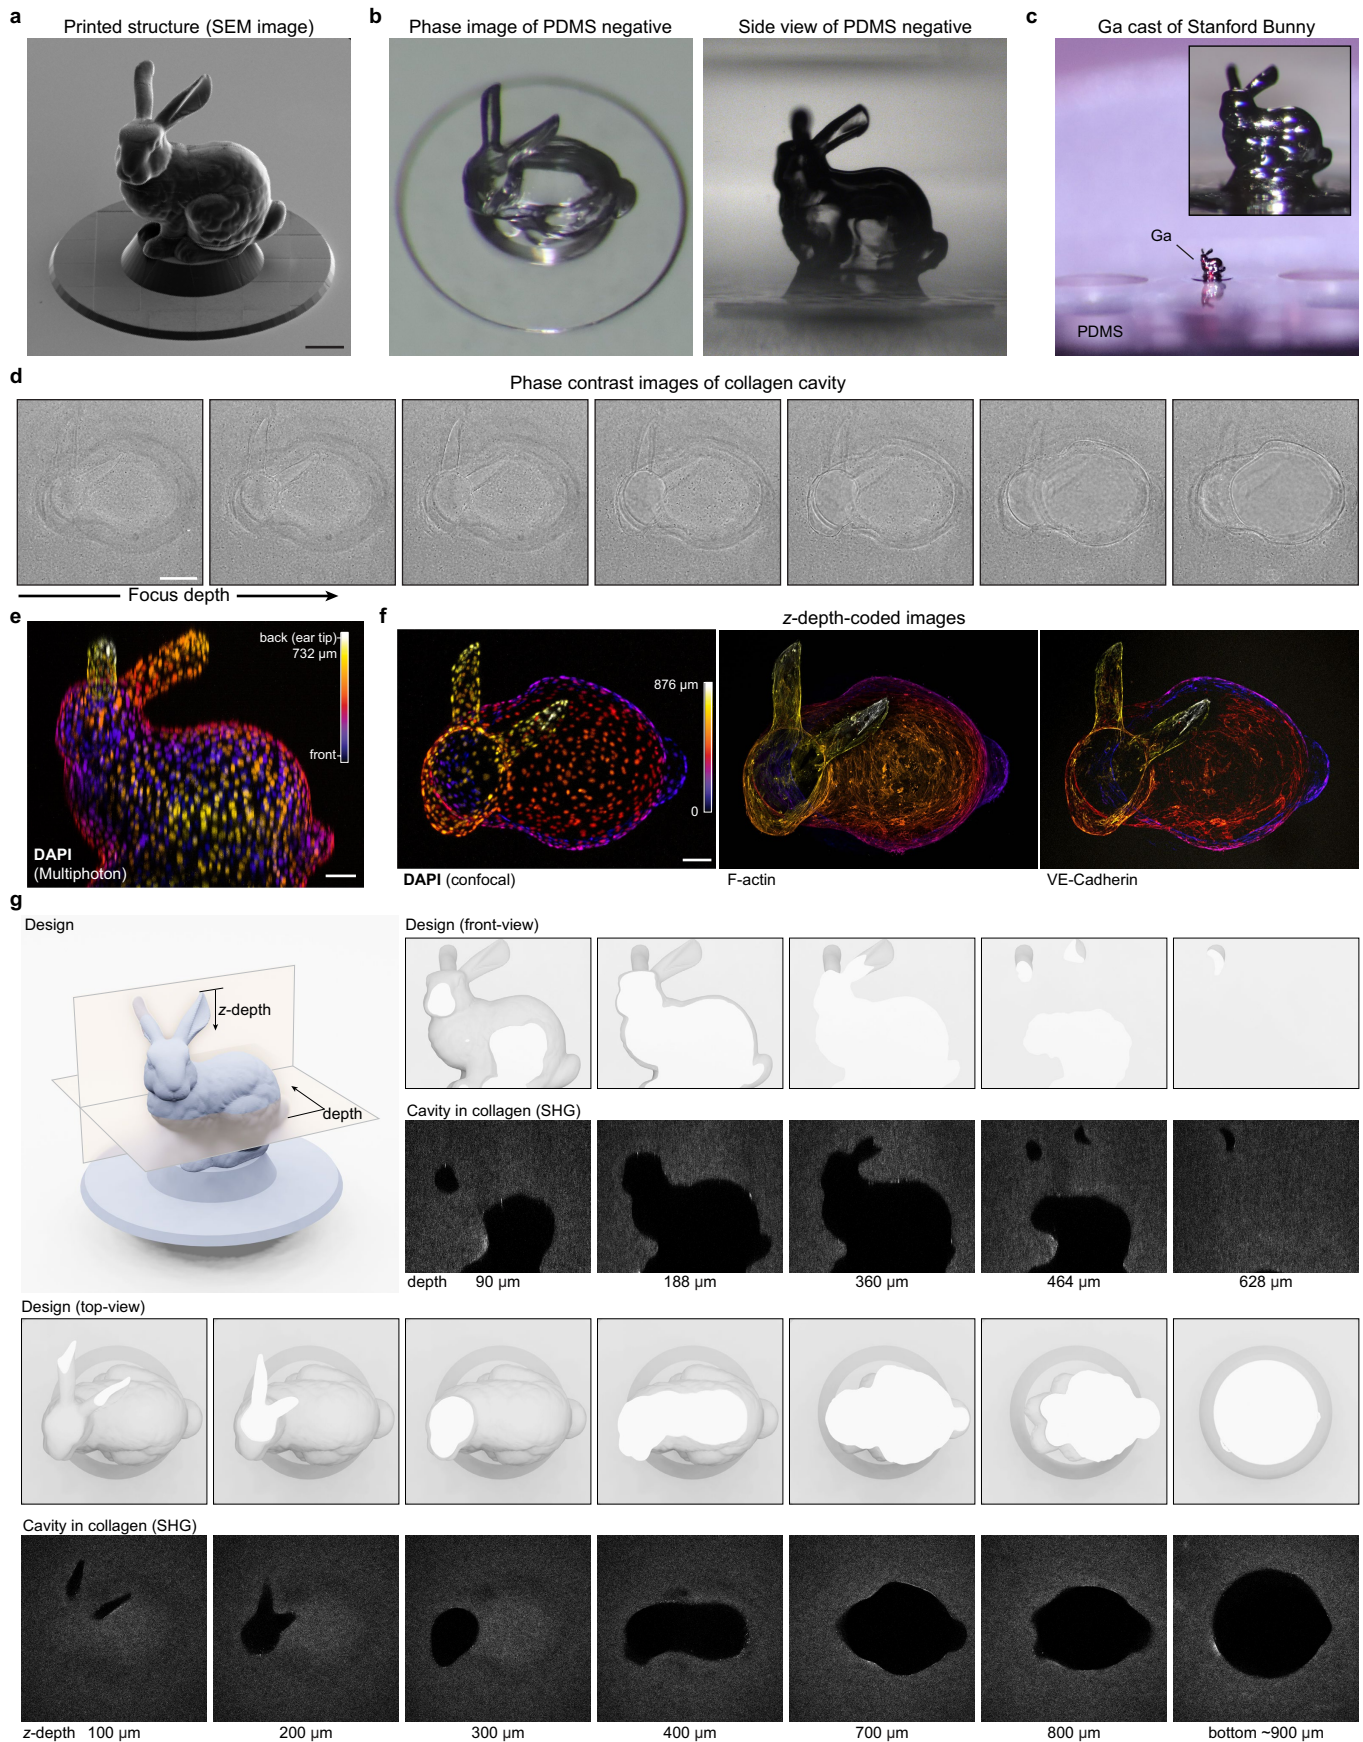 a
Printed structure (SEM image)
b
Phase image of PDMS negative
Side view of PDMS negative
c
Ga cast of Stanford Bunny
Ga
PDMS
d
Phase contrast images of collagen cavity
Focus depth
e
back (ear tip)
732 µm
front
DAPI
(Multiphoton)
f
z-depth-coded images
876 µm
0
DAPI (confocal)
F-actin
VE-Cadherin
g
Design
z-depth
depth
Design (front-view)
Cavity in collagen (SHG)
depth 90 µm
188 µm
360 µm
464 µm
628 µm
Design (top-view)
Cavity in collagen (SHG)
z-depth 100 µm
200 µm
300 µm
400 µm
700 µm
800 µm
bottom ~900 µm